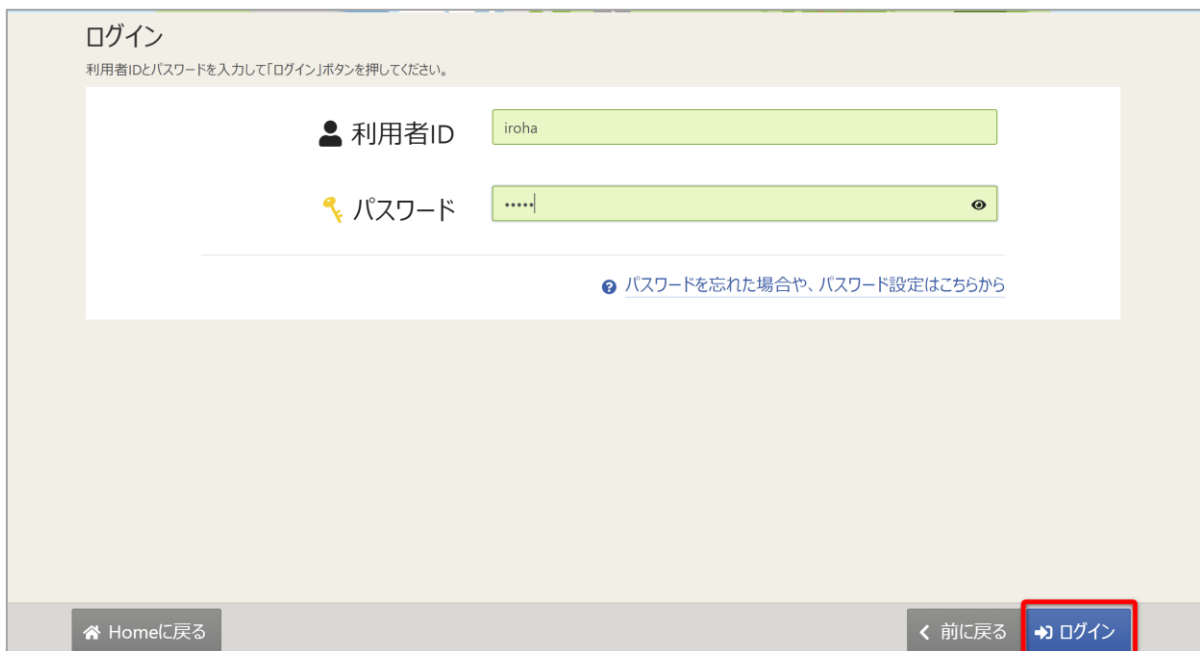 ログイン
利用者IDとパスワードを入力して「ログイン」ボタンを押してください。
利用者ID
iroha
パスワード
•••••
パスワードを忘れた場合や、パスワード設定はこちらから
Homeに戻る
前に戻る
ログイン